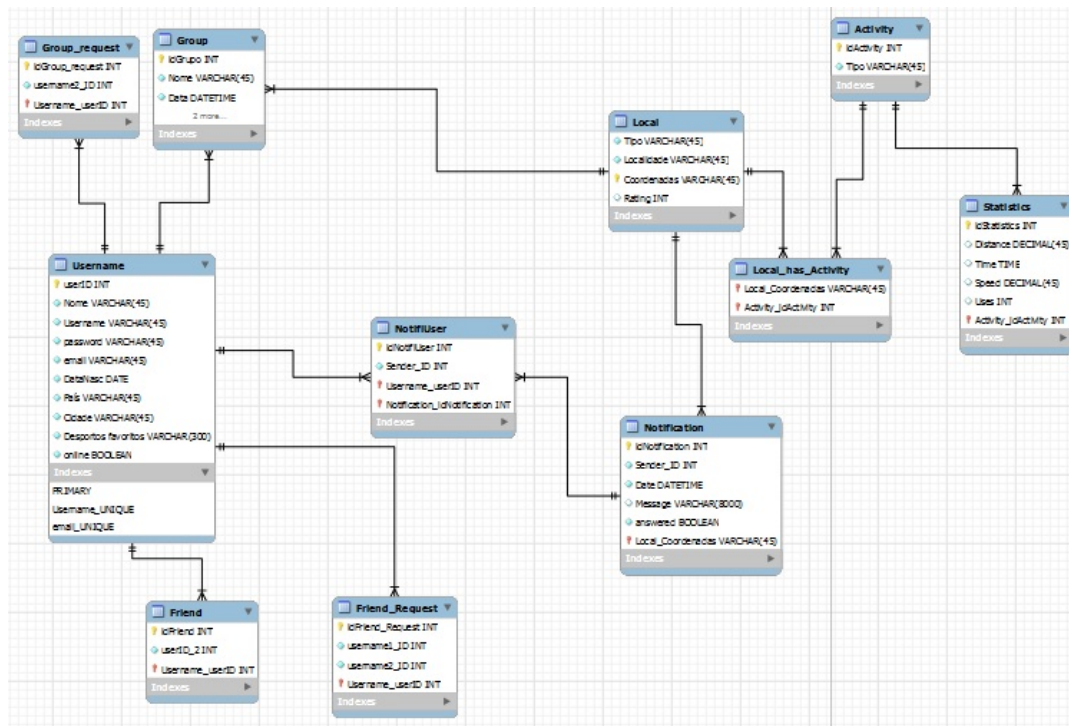 Group_request
idGroup_request INT
username2_ID INT
Username_userID INT
Indexes
Group
idGrupo INT
Nome VARCHAR(45)
Data DATETIME
2 more...
Indexes
Activity
idActivity INT
Tipo VARCHAR(45)
Indexes
Local
Tipo VARCHAR(45)
Localidade VARCHAR(45)
Coordenadas VARCHAR(45)
Rating INT
Indexes
Statistics
idStatistics INT
Distance DECIMAL(45)
Time TIME
Speed DECIMAL(45)
Uses INT
Activity_idActivity INT
Indexes
Local_has_Activity
Local_Coordenadas VARCHAR(45)
Activity_idActivity INT
Indexes
Username
userID INT
Nome VARCHAR(45)
Username VARCHAR(45)
password VARCHAR(45)
email VARCHAR(45)
DataNasc DATE
País VARCHAR(45)
Cidade VARCHAR(45)
Desportos favoritos VARCHAR(300)
online BOOLEAN
Indexes
PRIMARY
Username_UNIQUE
email_UNIQUE
NotifiUser
idNotifiUser INT
Sender_ID INT
Username_userID INT
Notification_idNotification INT
Indexes
Notification
idNotification INT
Sender_ID INT
Date DATETIME
Message VARCHAR(8000)
answered BOOLEAN
Local_Coordenadas VARCHAR(45)
Indexes
Friend
idFriend INT
userID_2 INT
Username_userID INT
Indexes
Friend_Request
idFriend_Request INT
username1_ID INT
username2_ID INT
Username_userID INT
Indexes